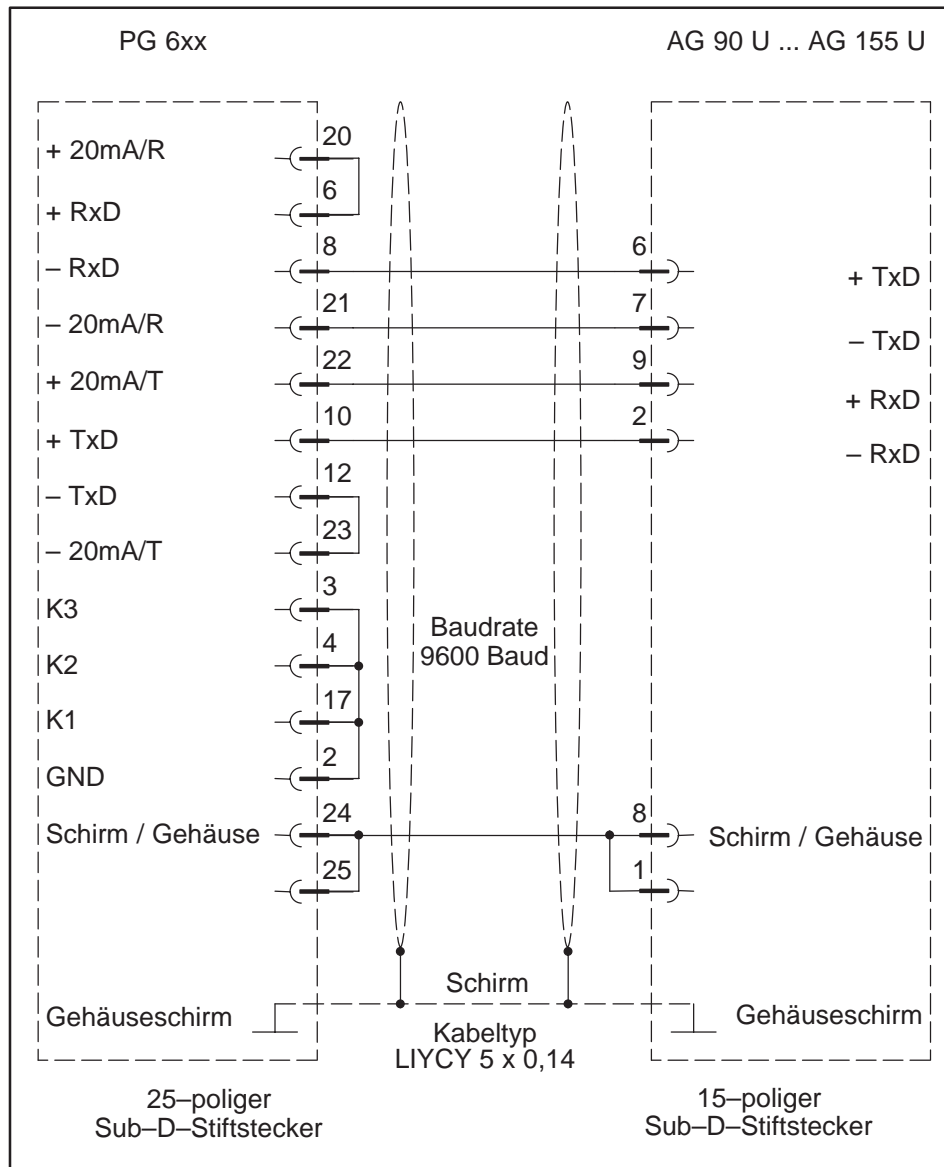 PG 6xx
AG 90 U ... AG 155 U
+ 20mA/R
20
+ RxD
6
– RxD
8
6
+ TxD
– 20mA/R
21
7
– TxD
+ 20mA/T
22
9
+ RxD
+ TxD
10
2
– RxD
– TxD
12
– 20mA/T
23
K3
3
K2
4
K1
17
GND
2
Baudrate
9600 Baud
Schirm / Gehäuse
24
8
Schirm / Gehäuse
25
1
Schirm
Gehäuseschirm
Gehäuseschirm
Kabeltyp
LIYCY 5 x 0,14
25–poliger
Sub–D–Stiftstecker
15–poliger
Sub–D–Stiftstecker